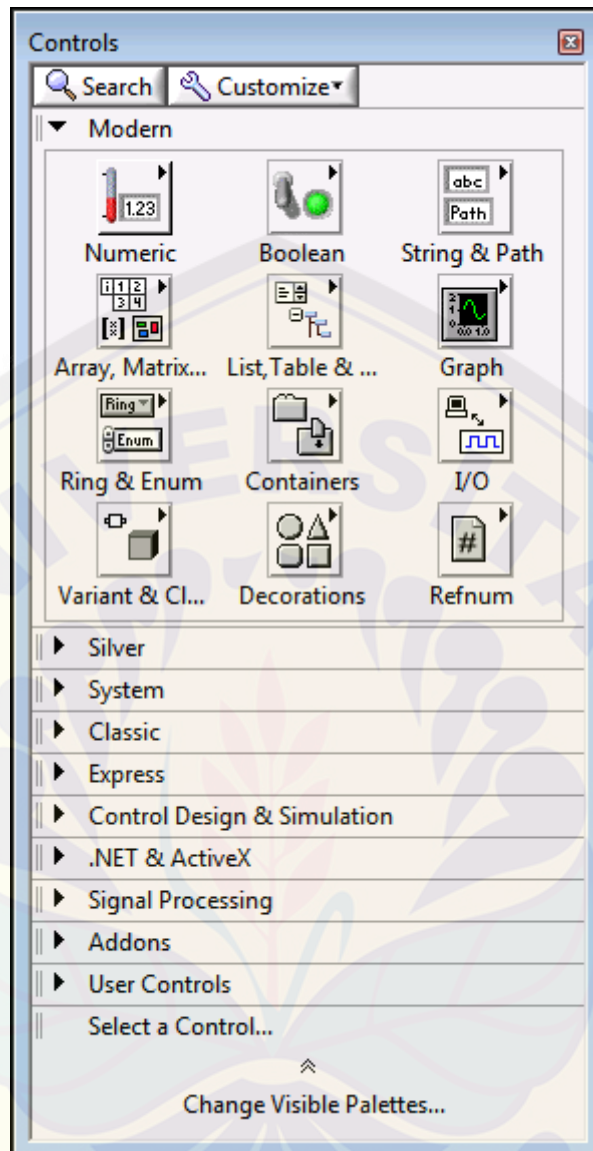 Controls
Search Customize
Modern
1.23
abc
Path
Numeric Boolean String & Path
Array, Matrix... List, Table & ... Graph
Ring
Enum
Ring & Enum Containers I/O
#
Variant & Cl... Decorations Refnum
Silver
System
Classic
Express
Control Design & Simulation
.NET & ActiveX
Signal Processing
Addons
User Controls
Select a Control...
Change Visible Palettes...